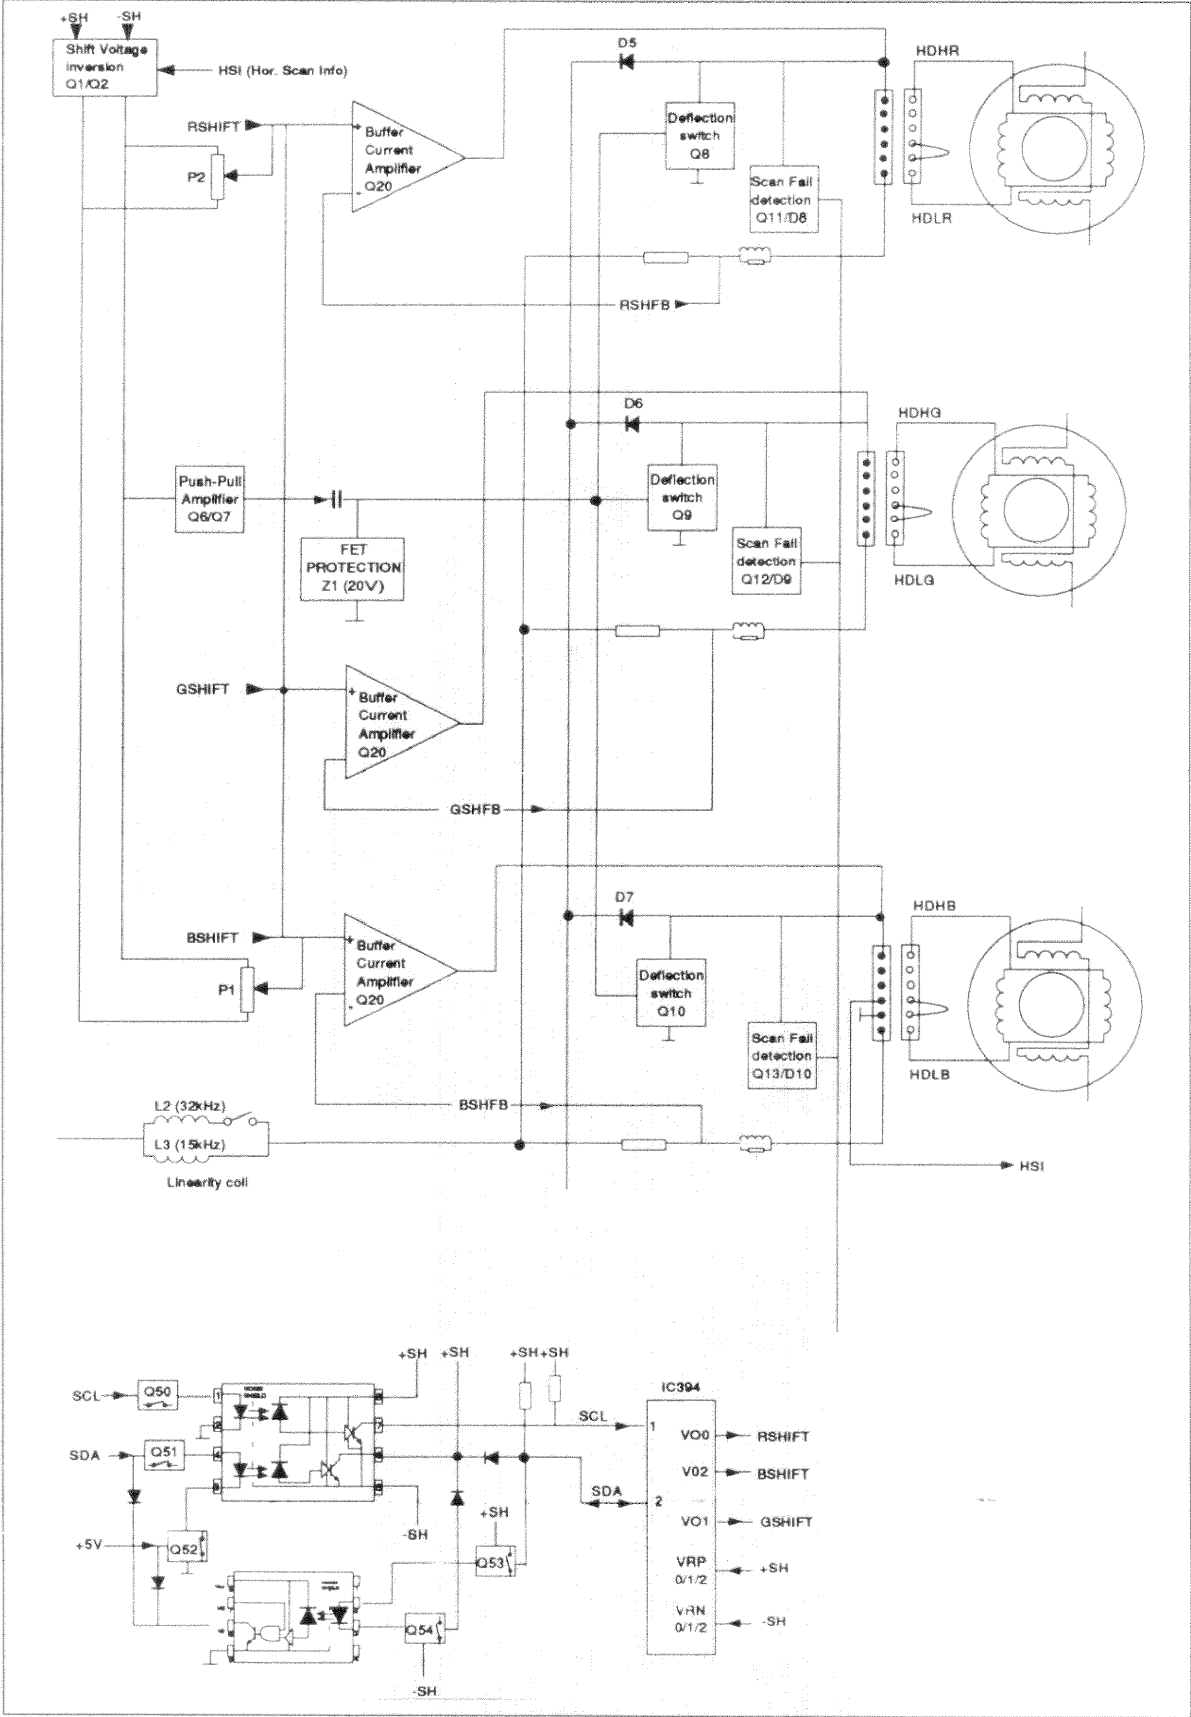 +SH
-SH
Shift Voltage
inversion
Q1/Q2
HSI (Hor. Scan Info)
RSHIFT
P2
Buffer
Current
Amplifier
Q20
+
-
RSHFB
D5
Deflection
switch
Q8
Scan Fail
detection
Q11/D8
HDHR
HDLR
Push-Pull
Amplifier
Q6/Q7
FET
PROTECTION
Z1 (20V)
D6
Deflection
switch
Q9
Scan Fail
detection
Q12/D9
HDHG
HDLG
GSHIFT
+
Buffer
Current
Amplifier
Q20
-
GSHFB
BSHIFT
P1
+
Buffer
Current
Amplifier
Q20
-
BSHFB
D7
Deflection
switch
Q10
Scan Fail
detection
Q13/D10
HDHB
HDLB
HSI
L2 (32kHz)
L3 (15kHz)
Linearity coil
+SH
+SH
+SH
+SH
SCL
Q50
SDA
Q51
+5V
Q52
-SH
+SH
Q53
Q54
-SH
SCL
SDA
IC394
1
2
VO0
RSHIFT
V02
BSHIFT
VO1
GSHIFT
VRP
0/1/2
+SH
VRN
0/1/2
-SH